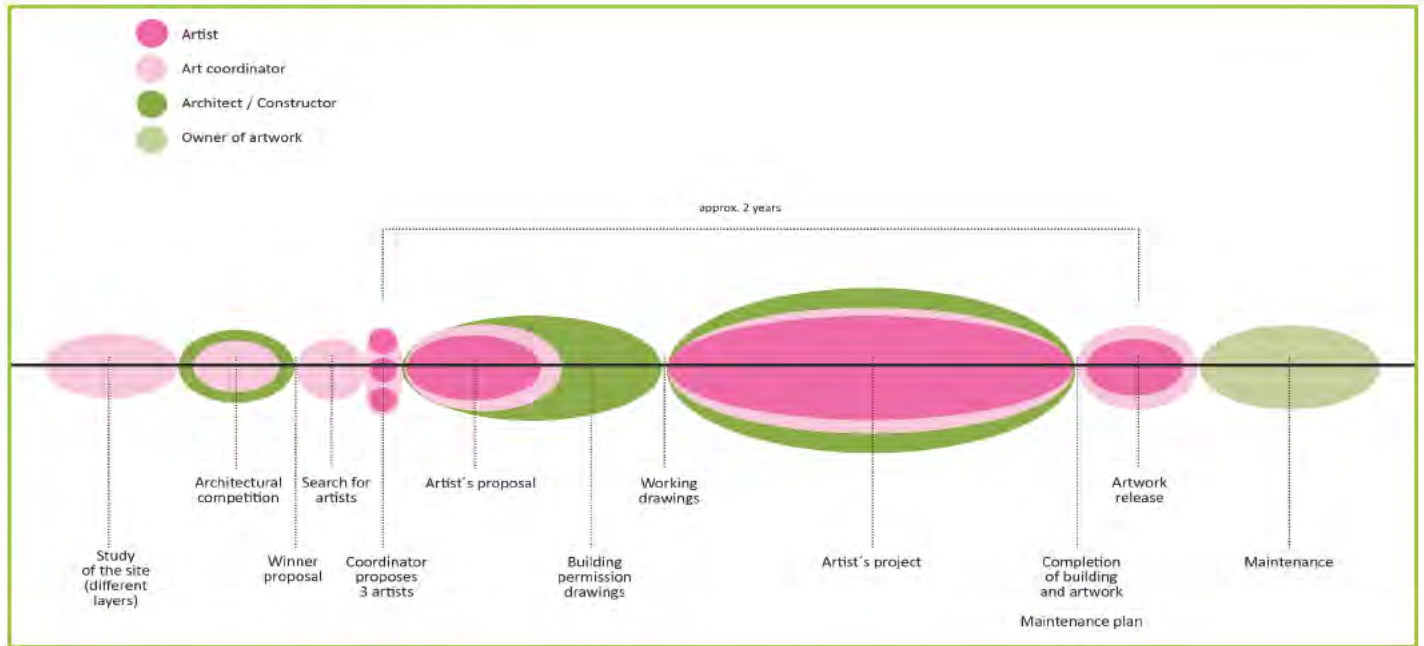 Artist
Art coordinator
Architect / Constructor
Owner of artwork
approx. 2 years
Architectural
competition
Search for
artists
Artist´s proposal
Working
drawings
Artwork
release
Study
of the site
(different
layers)
Winner
proposal
Coordinator
proposes
3 artists
Building
permission
drawings
Artist´s project
Completion
of building
and artwork
Maintenance plan
Maintenance